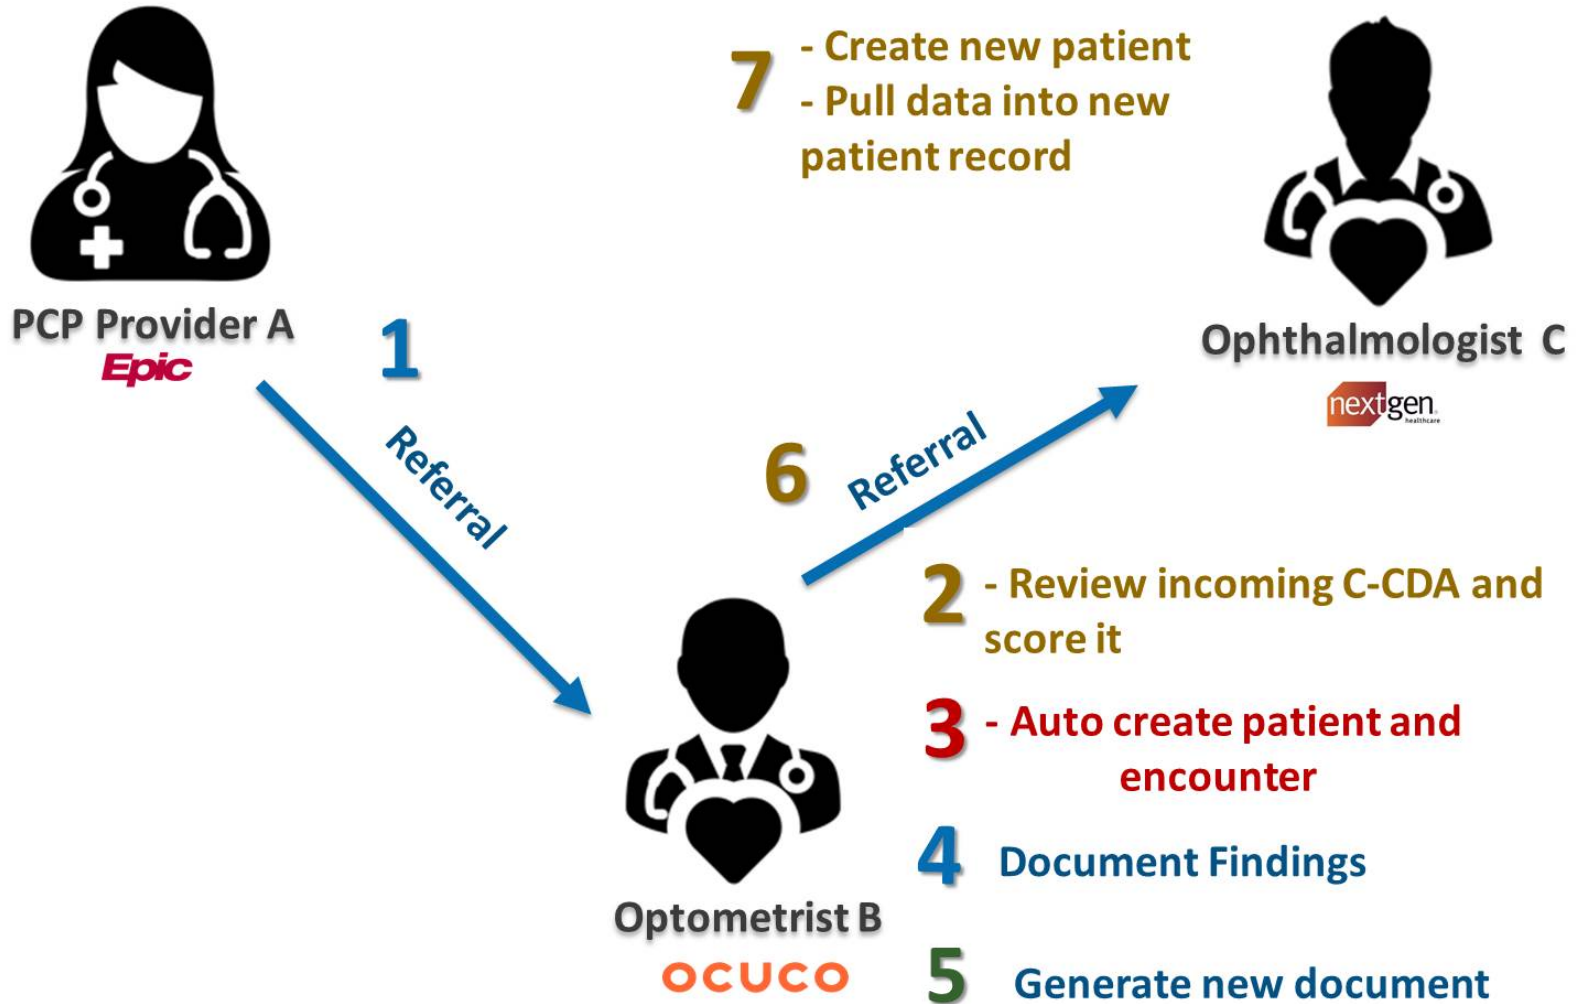 7
- Create new patient
- Pull data into new
patient record
PCP Provider A
Epic
1
Referral
Ophthalmologist C
nextgen
healthcare
6
Referral
2
- Review incoming C-CDA and
score it
3
- Auto create patient and
encounter
4
Document Findings
Optometrist B
OCUCO
5
Generate new document